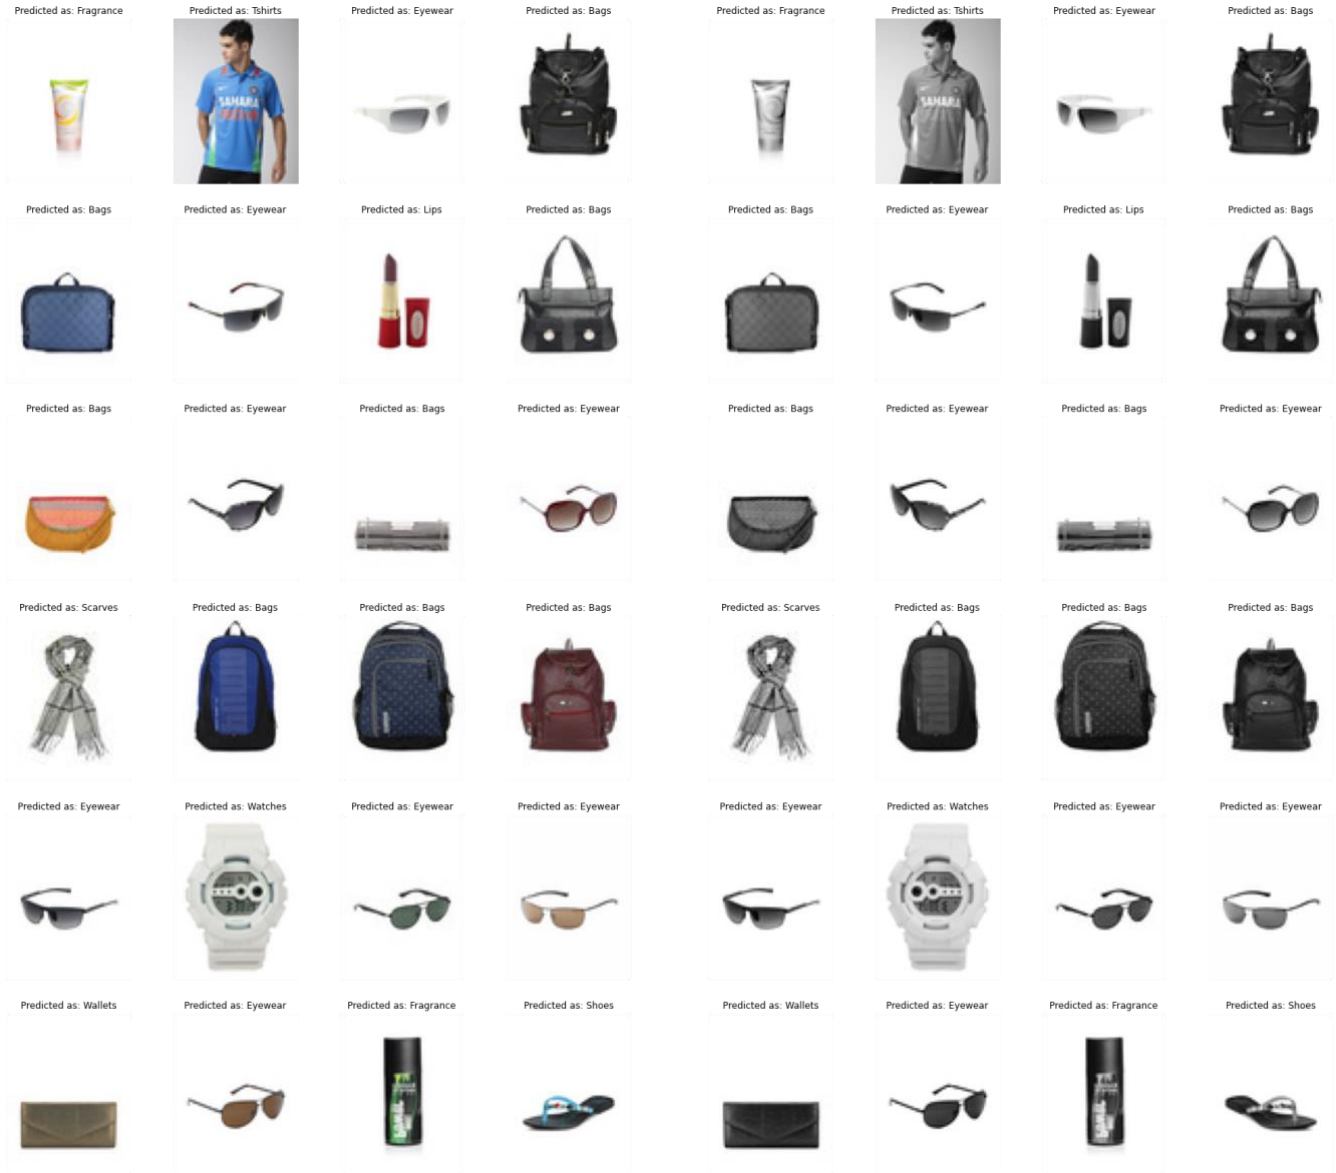 Predicted as: Fragrance Predicted as: Tshirts Predicted as: Eyewear Predicted as: Bags Predicted as: Fragrance Predicted as: Tshirts Predicted as: Eyewear Predicted as: Bags
SAHARA SAHARA
Predicted as: Bags Predicted as: Eyewear Predicted as: Lips Predicted as: Bags Predicted as: Bags Predicted as: Eyewear Predicted as: Lips Predicted as: Bags
Predicted as: Bags Predicted as: Eyewear Predicted as: Bags Predicted as: Eyewear Predicted as: Bags Predicted as: Eyewear Predicted as: Bags Predicted as: Eyewear
Predicted as: Scarves Predicted as: Bags Predicted as: Bags Predicted as: Bags Predicted as: Scarves Predicted as: Bags Predicted as: Bags Predicted as: Bags
Predicted as: Eyewear Predicted as: Watches Predicted as: Eyewear Predicted as: Eyewear Predicted as: Eyewear Predicted as: Watches Predicted as: Eyewear Predicted as: Eyewear
Predicted as: Wallets Predicted as: Eyewear Predicted as: Fragrance Predicted as: Shoes Predicted as: Wallets Predicted as: Eyewear Predicted as: Fragrance Predicted as: Shoes